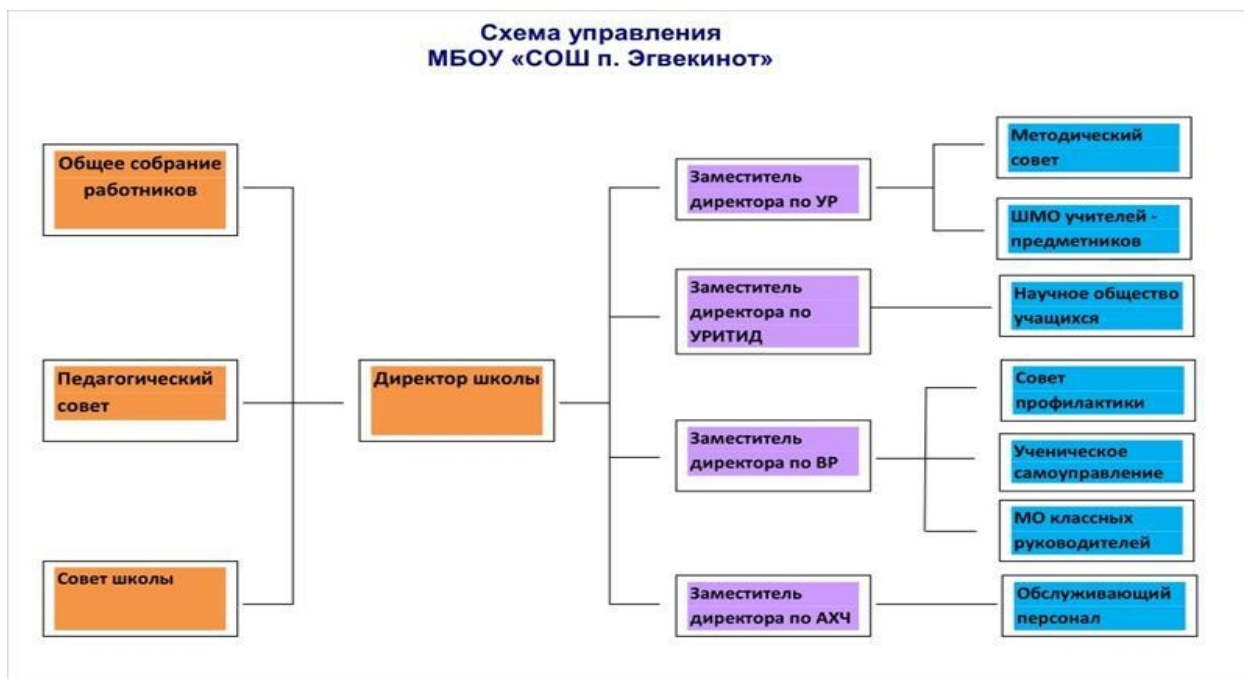 Схема управления
МБОУ «СОШ п. Эгвекинот»
Общее собрание
работников
Педагогический
совет
Совет школы
Директор школы
Заместитель
директора по УР
Заместитель
директора по
УРИТИД
Заместитель
директора по ВР
Заместитель
директора по АХЧ
Методический
совет
ШМО учителей -
предметников
Научное общество
учащихся
Совет
профилактики
Ученическое
самоуправление
МО классных
руководителей
Обслуживающий
персонал